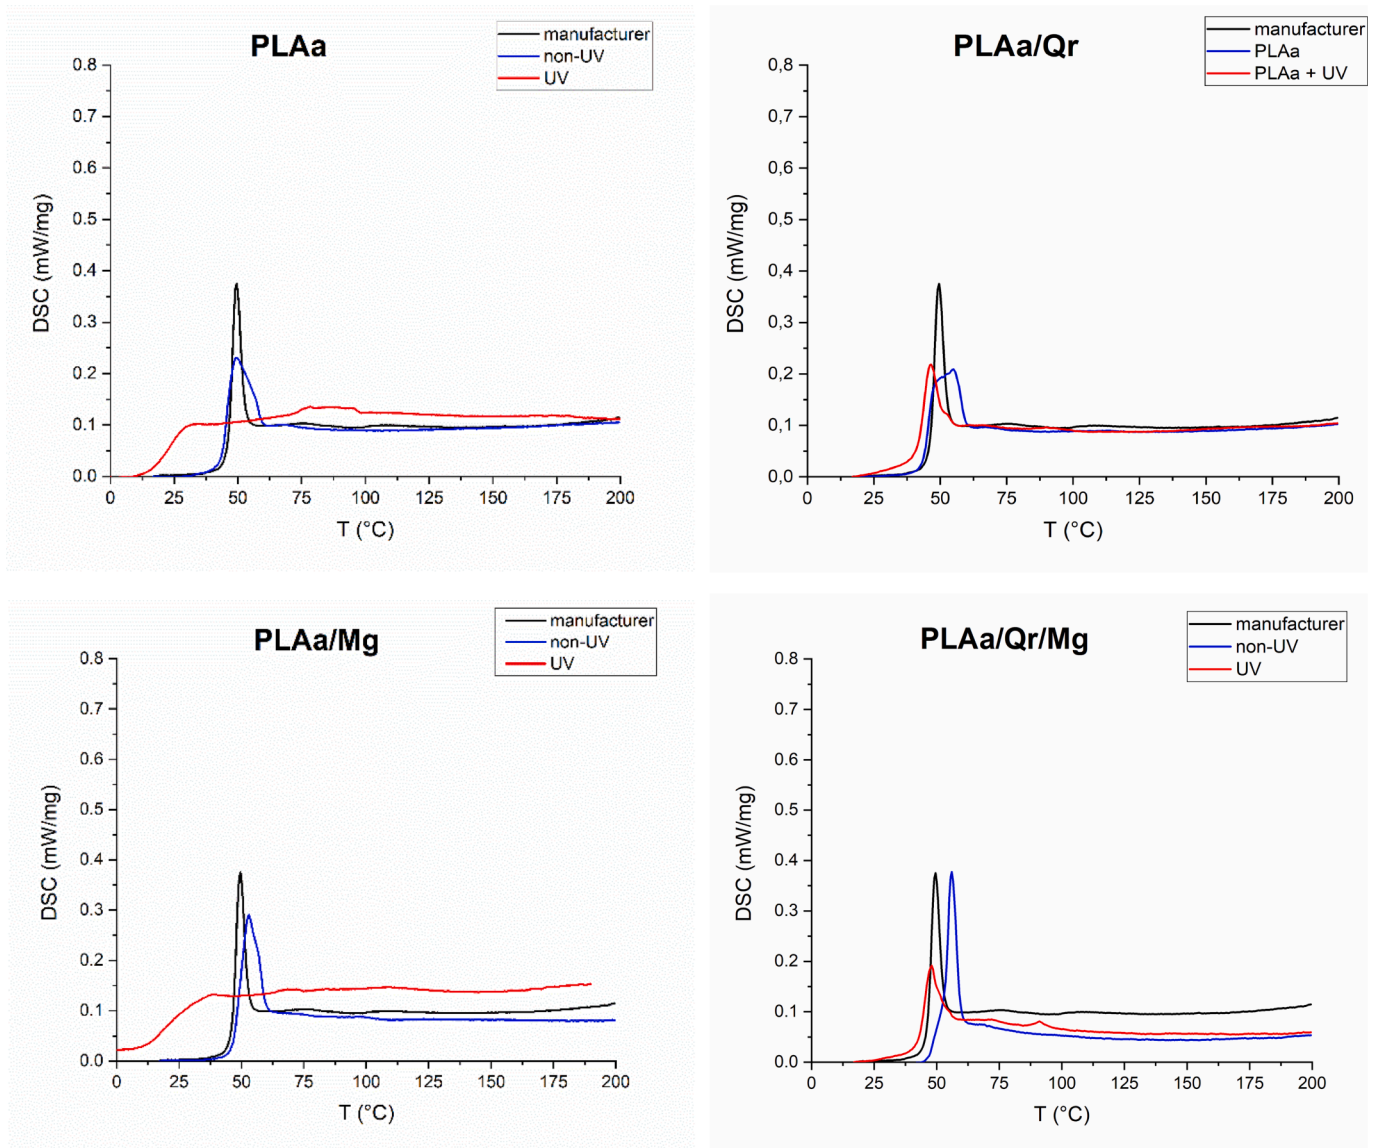 PLAa
manufacturer
non-UV
UV
0.8
0.7
0.6
0.5
0.4
0.3
0.2
0.1
0.0
DSC (mW/mg)
0 25 50 75 100 125 150 175 200
T (°C)
PLAa/Qr
manufacturer
PLAa
PLAa + UV
0,8
0,7
0,6
0,5
0,4
0,3
0,2
0,1
0,0
DSC (mW/mg)
0 25 50 75 100 125 150 175 200
T (°C)
PLAa/Mg
manufacturer
non-UV
UV
0.8
0.7
0.6
0.5
0.4
0.3
0.2
0.1
0.0
DSC (mW/mg)
0 25 50 75 100 125 150 175 200
T (°C)
PLAa/Qr/Mg
manufacturer
non-UV
UV
0.8
0.7
0.6
0.5
0.4
0.3
0.2
0.1
0.0
DSC (mW/mg)
0 25 50 75 100 125 150 175 200
T (°C)